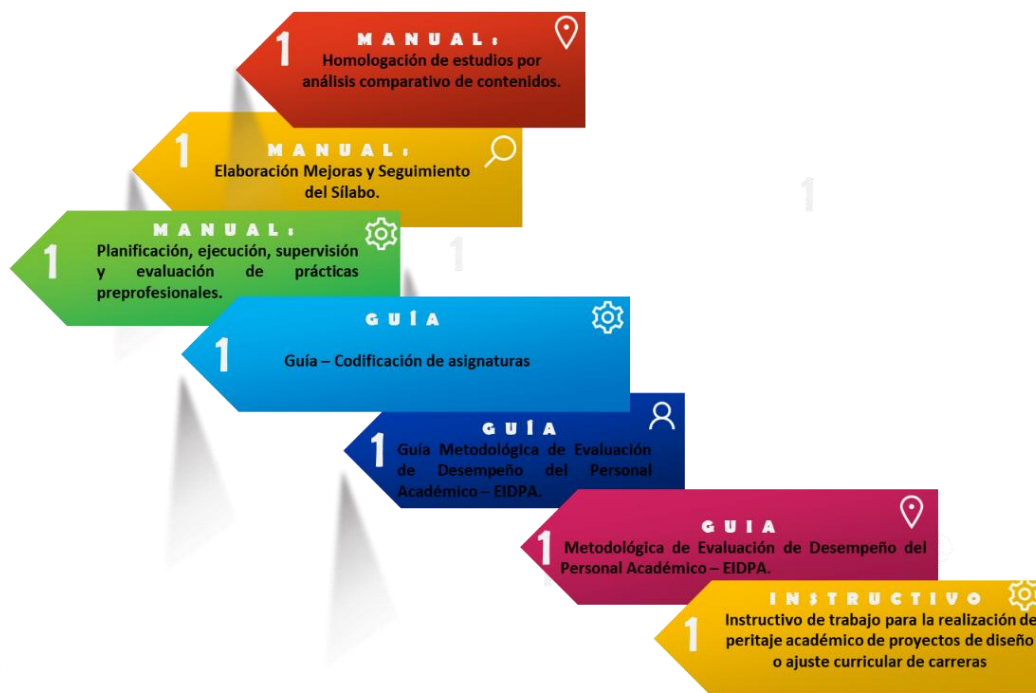 1
MANUAL:
Homologación de estudios por
análisis comparativo de contenidos.
1
MANUAL:
Elaboración Mejoras y Seguimiento
del Sílabo.
1
MANUAL:
Planificación, ejecución, supervisión
y evaluación de prácticas
preprofesionales.
1
1
1
GUÍA
Guía – Codificación de asignaturas
1
GUÍA
Guía Metodológica de Evaluación
de Desempeño del Personal
Académico – EIDPA.
1
GUIA
Metodológica de Evaluación de Desempeño del
Personal Académico – EIDPA.
1
INSTRUCTIVO
Instructivo de trabajo para la realización de
peritaje académico de proyectos de diseño
o ajuste curricular de carreras